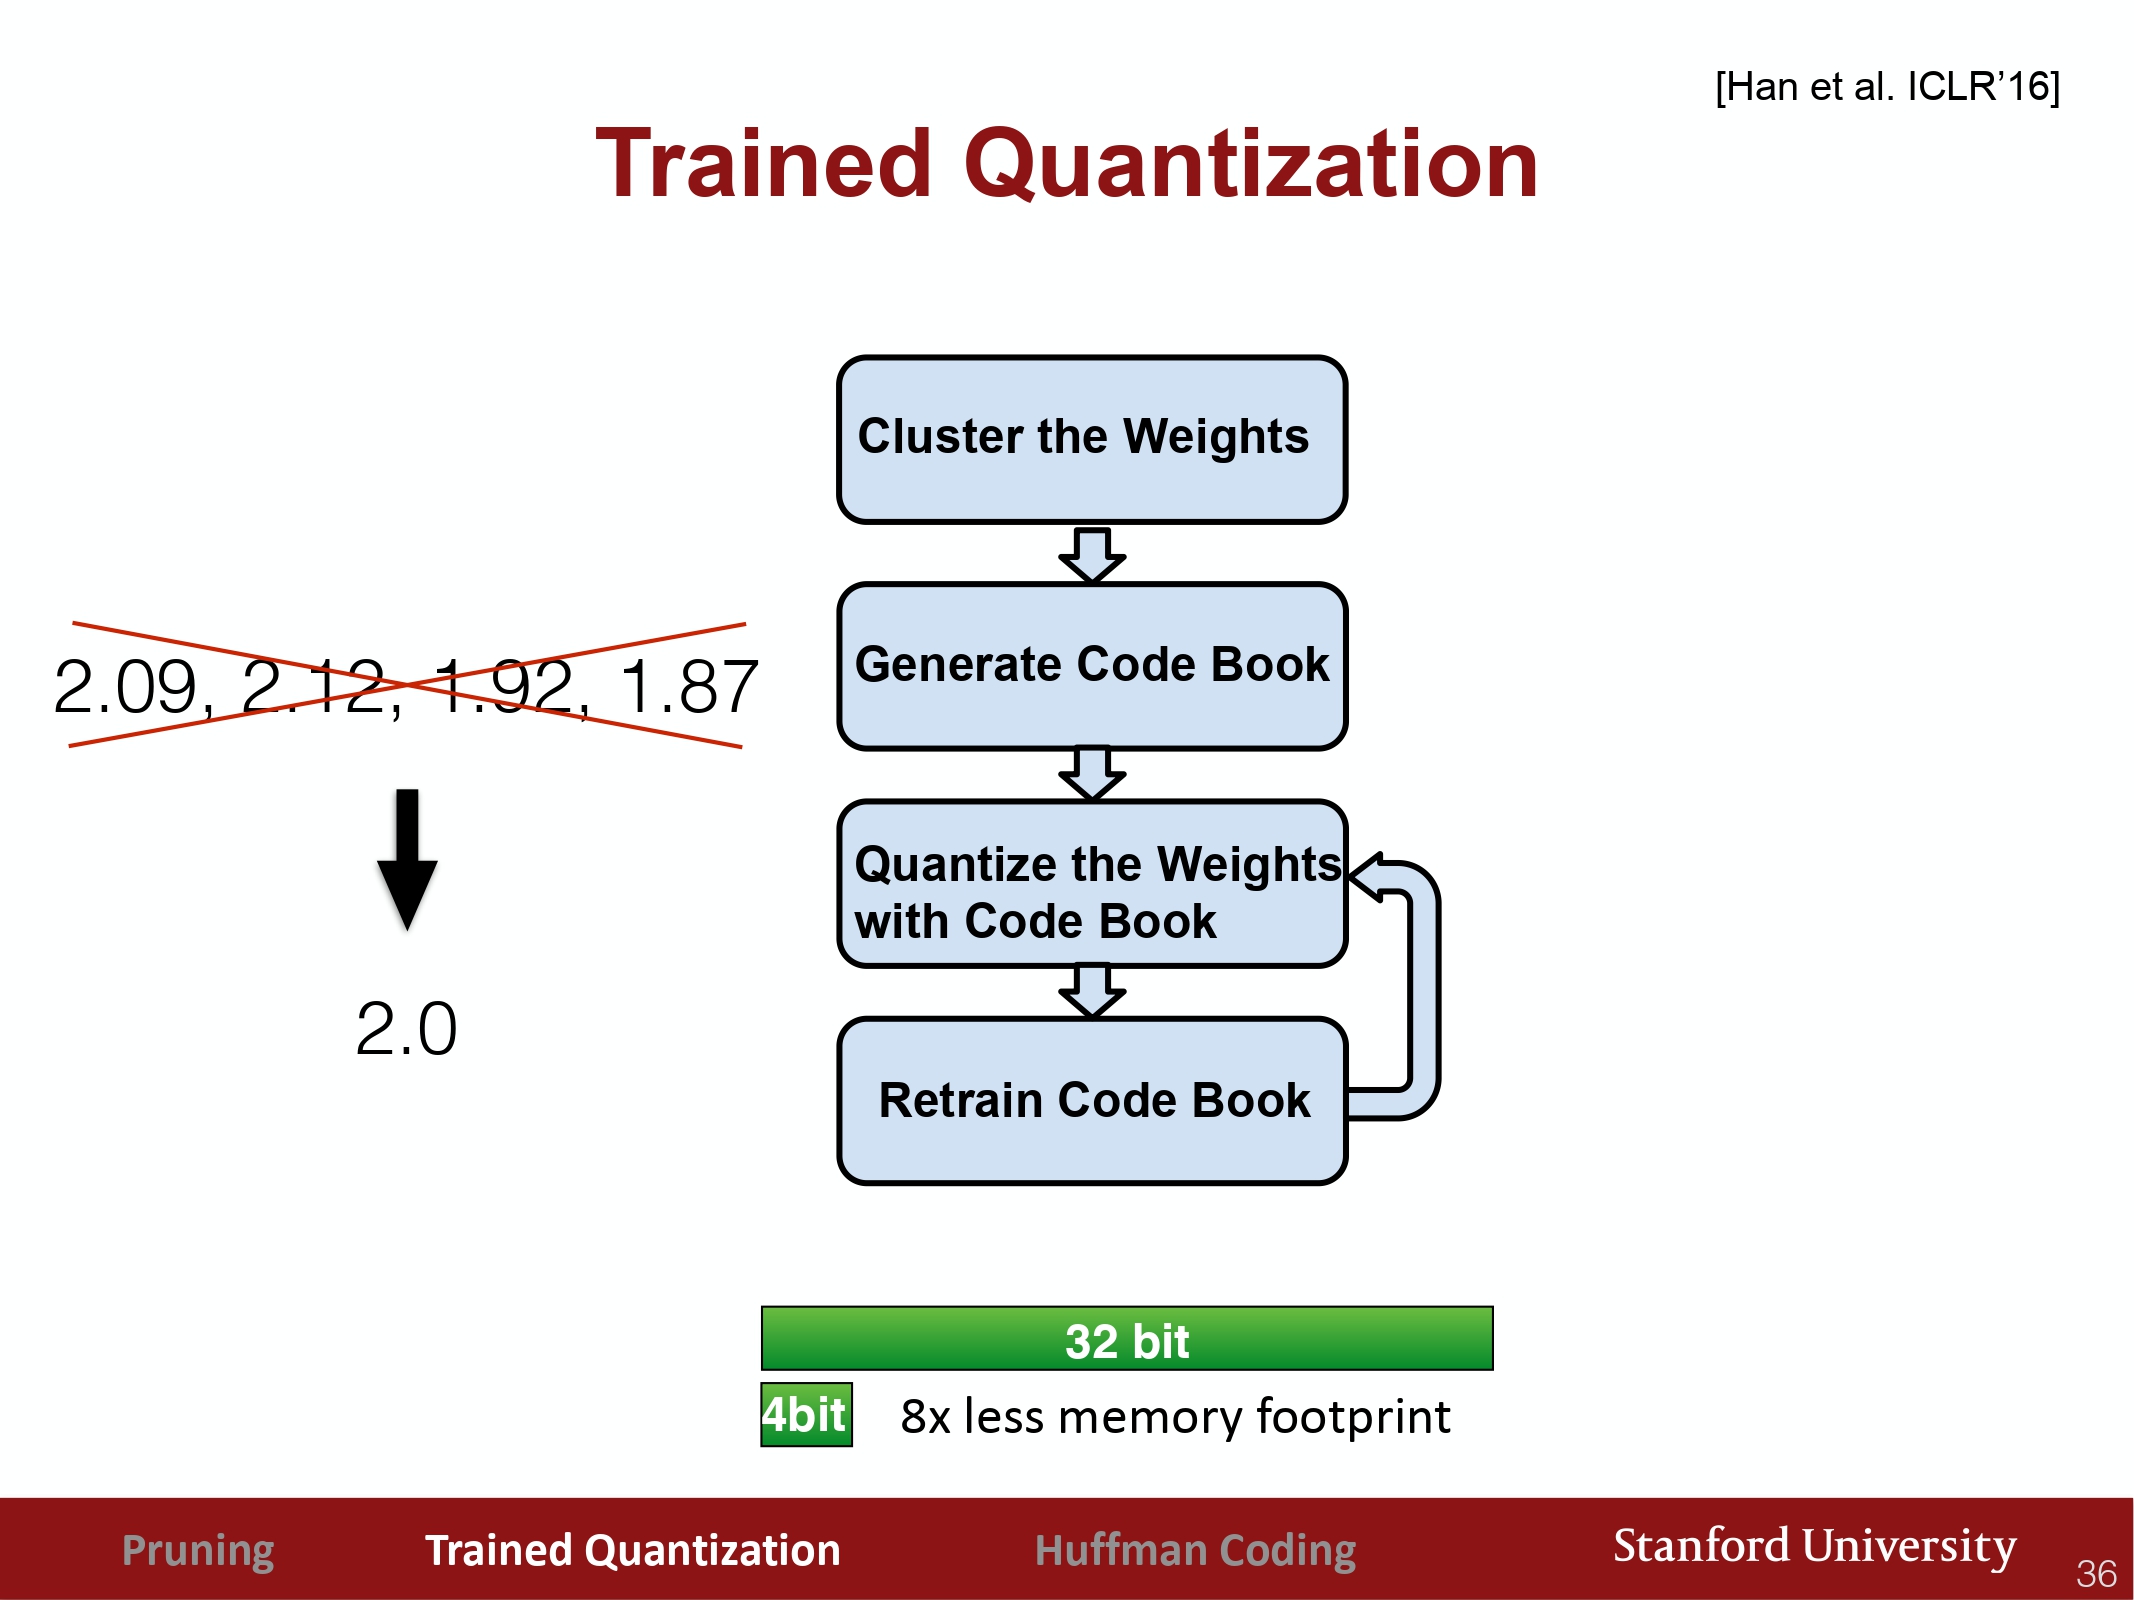 [Han et al. ICLR’16]
Trained Quantization
Cluster the Weights
Generate Code Book
2.09, 2.12, 1.92, 1.87
Quantize the Weights
with Code Book
2.0
Retrain Code Book
32 bit
4bit
8x less memory footprint
Pruning
Trained Quantization
Huffman Coding
Stanford University
36